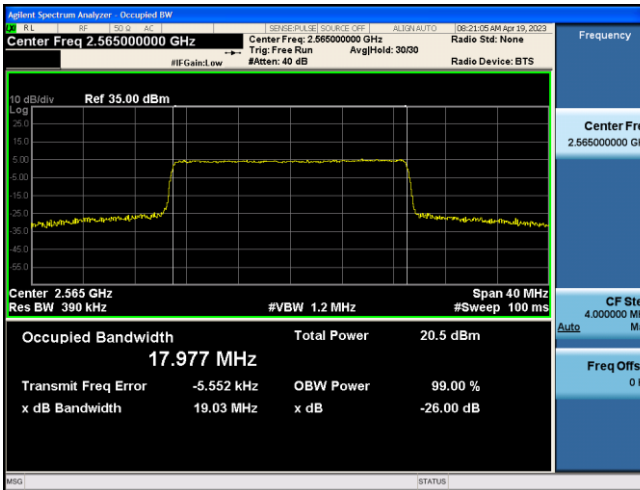 Agilent Spectrum Analyzer - Occupied BW
RL RF 50 Ω AC SENSE:PULSE SOURCE OFF ALIGN AUTO 08:21:05 AM Apr 19, 2023
Center Freq 2.565000000 GHz
Center Freq: 2.565000000 GHz
Radio Std: None
Trig: Free Run Avg|Hold: 30/30
#IFGain:Low #Atten: 40 dB Radio Device: BTS
Frequency
10 dB/div Ref 35.00 dBm
Log
25.0
15.0
5.00
-5.00
-15.0
-25.0
-35.0
-45.0
-55.0
Center 2.565 GHz Span 40 MHz
Res BW 390 kHz #VBW 1.2 MHz #Sweep 100 ms
Occupied Bandwidth Total Power 20.5 dBm
17.977 MHz
Transmit Freq Error -5.552 kHz OBW Power 99.00 %
x dB Bandwidth 19.03 MHz x dB -26.00 dB
Center Fre
2.565000000 GH
CF Ste
4.000000 MH
Auto Ma
Freq Offs
0 H
MSG STATUS